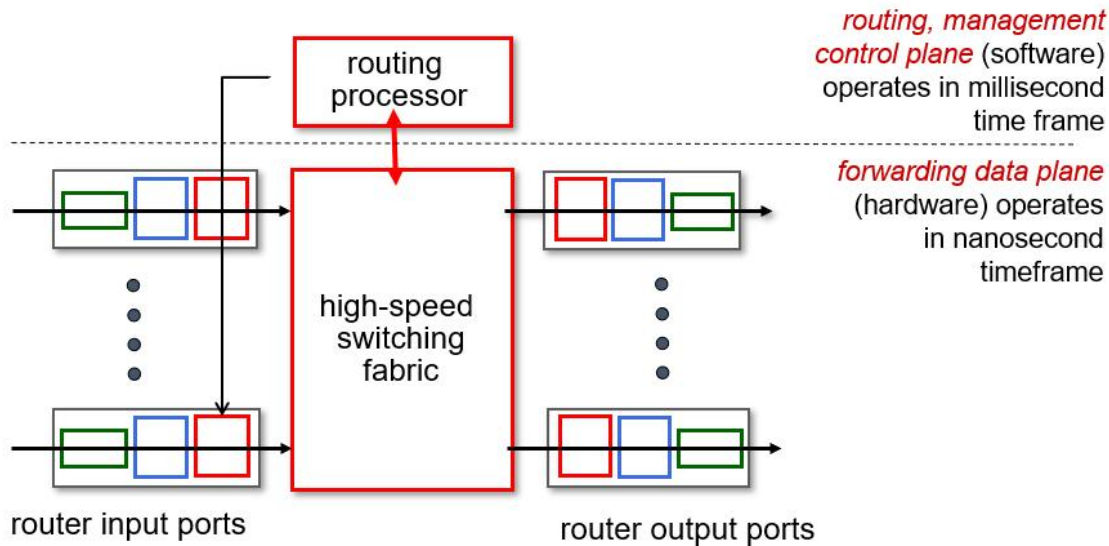 routing, management
control plane (software)
operates in millisecond
time frame
routing
processor
forwarding data plane
(hardware) operates
in nanosecond
timeframe
high-speed
switching
fabric
router input ports
router output ports